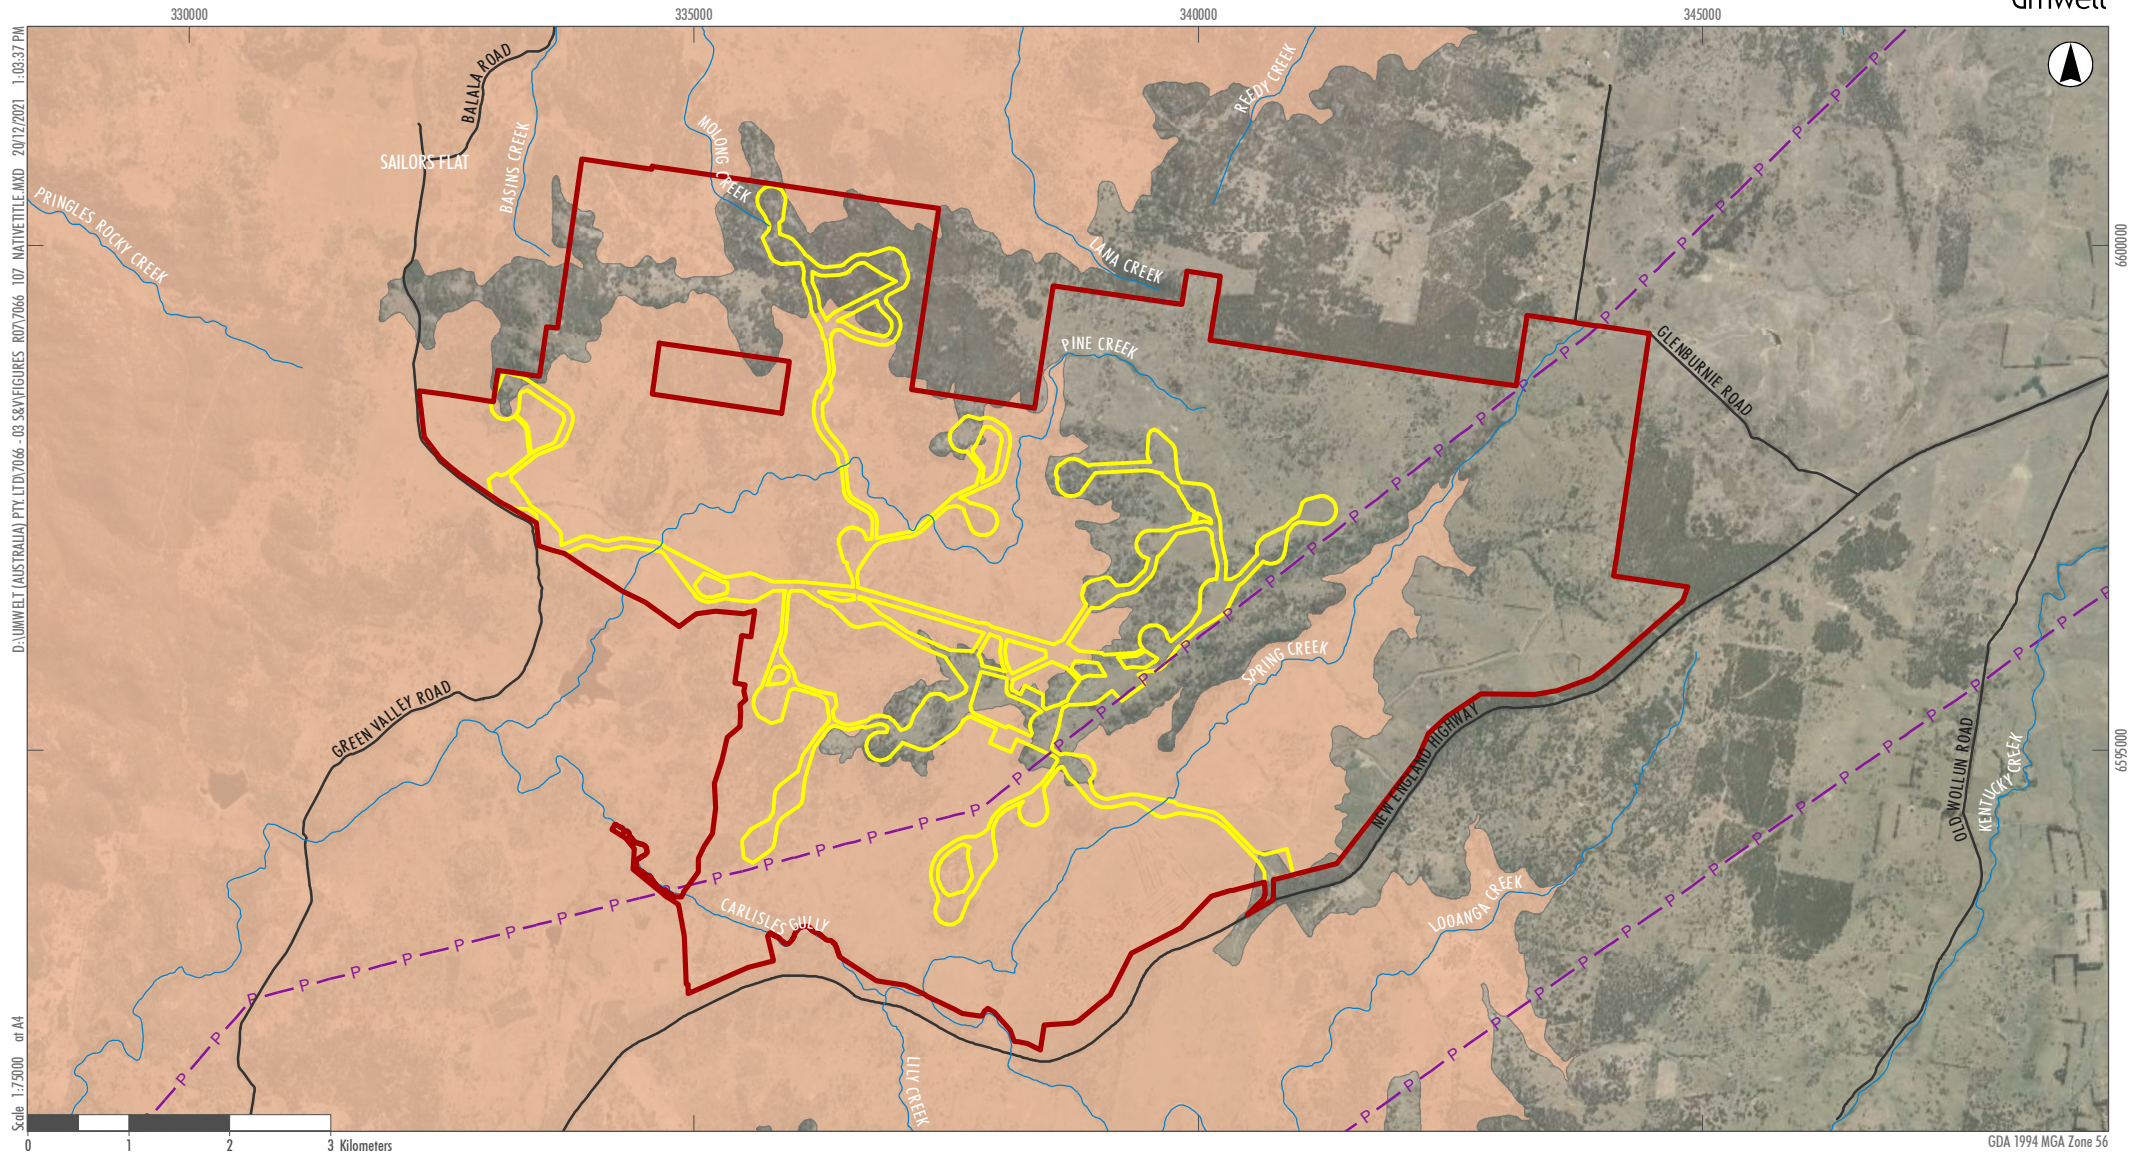 umwelt
330000
335000
340000
345000
D:\UMWELT (AUSTRALIA) PTY. LTD\7066 - 03 S&V\FIGURES R07\7066 107 NATIVETITLE.MXD 20/12/2021 1:03:37 PM
BALALA ROAD
REEDY CREEK
MOLONG CREEK
BASINS CREEK
SAILORS FLAT
PRINGLES ROCKY CREEK
6600000
LANA CREEK
PINE CREEK
GLENBURNIE ROAD
SPRING CREEK
GREEN VALLEY ROAD
NEW ENGLAND HIGHWAY
OLD WOLLUN ROAD
KENTUCKY CREEK
6595000
CARLISLES GULLY
LOOANGA CREEK
LILY CREEK
Scale 1:75000 at A4
0 1 2 3 Kilometers
GDA 1994 MGA Zone 56